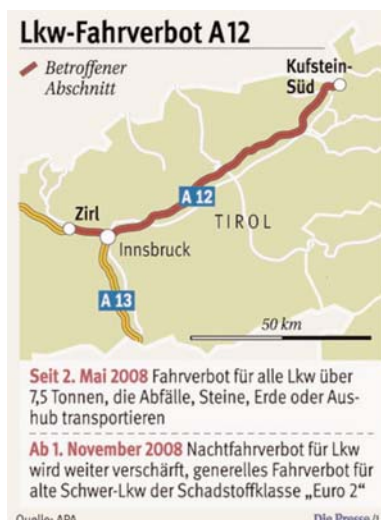 Lkw-Fahrverbot A12
Betroffener
Abschnitt
Kufstein-
Süd
A 12
Zirl
TIROL
Innsbruck
A 13
50 km
Seit 2. Mai 2008 Fahrverbot für alle Lkw über
7,5 Tonnen, die Abfälle, Steine, Erde oder Aus-
hub transportieren
Ab 1. November 2008 Nachtfahrverbot für Lkw
wird weiter verschärft, generelles Fahrverbot für
alte Schwer-Lkw der Schadstoffklasse „Euro 2“
Quelle: APA
Die Presse